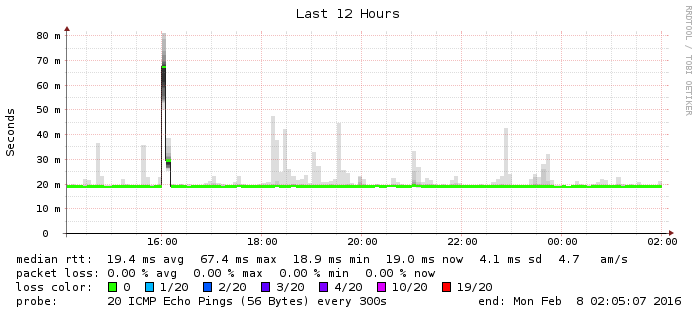 Last 12 Hours
RRDTOOL / TOBI OETIKER
Seconds
80 m
70 m
60 m
50 m
40 m
30 m
20 m
10 m
0
16:00 18:00 20:00 22:00 00:00 02:00
median rtt: 19.4 ms avg 67.4 ms max 18.9 ms min 19.0 ms now 4.1 ms sd 4.7 am/s
packet loss: 0.00 % avg 0.00 % max 0.00 % min 0.00 % now
loss color: 0 1/20 2/20 3/20 4/20 10/20 19/20
probe: 20 ICMP Echo Pings (56 Bytes) every 300s end: Mon Feb 8 02:05:07 2016